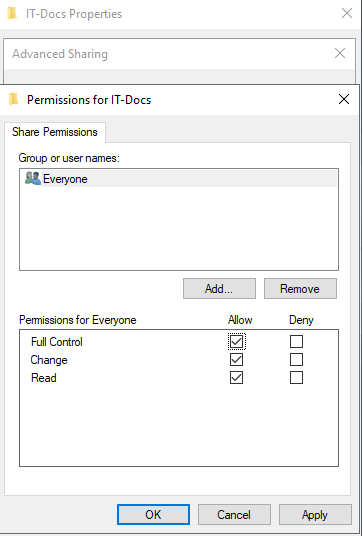 IT-Docs Properties
Advanced Sharing
Permissions for IT-Docs
Share Permissions
Group or user names:
Everyone
Add... Remove
Permissions for Everyone Allow Deny
Full Control
Change
Read
OK Cancel Apply